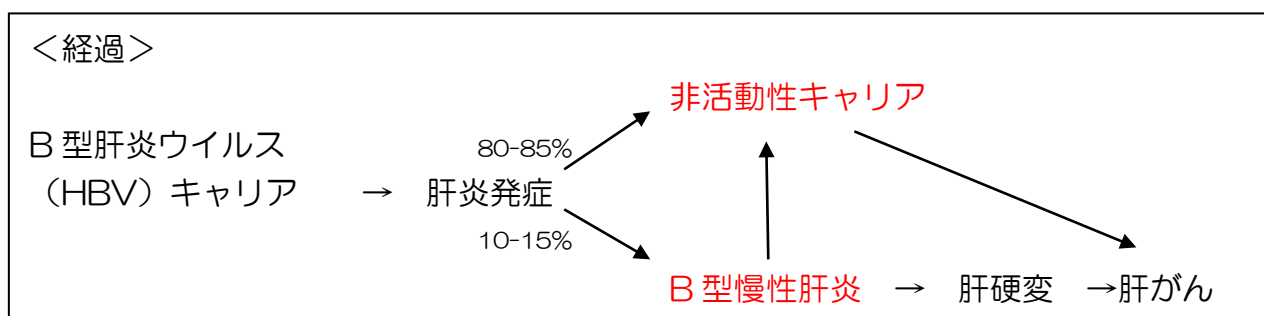 ＜経過＞
非活動性キャリア
B型肝炎ウイルス
80-85%
（HBV）キャリア → 肝炎発症
10-15%
B型慢性肝炎 → 肝硬変 →肝がん